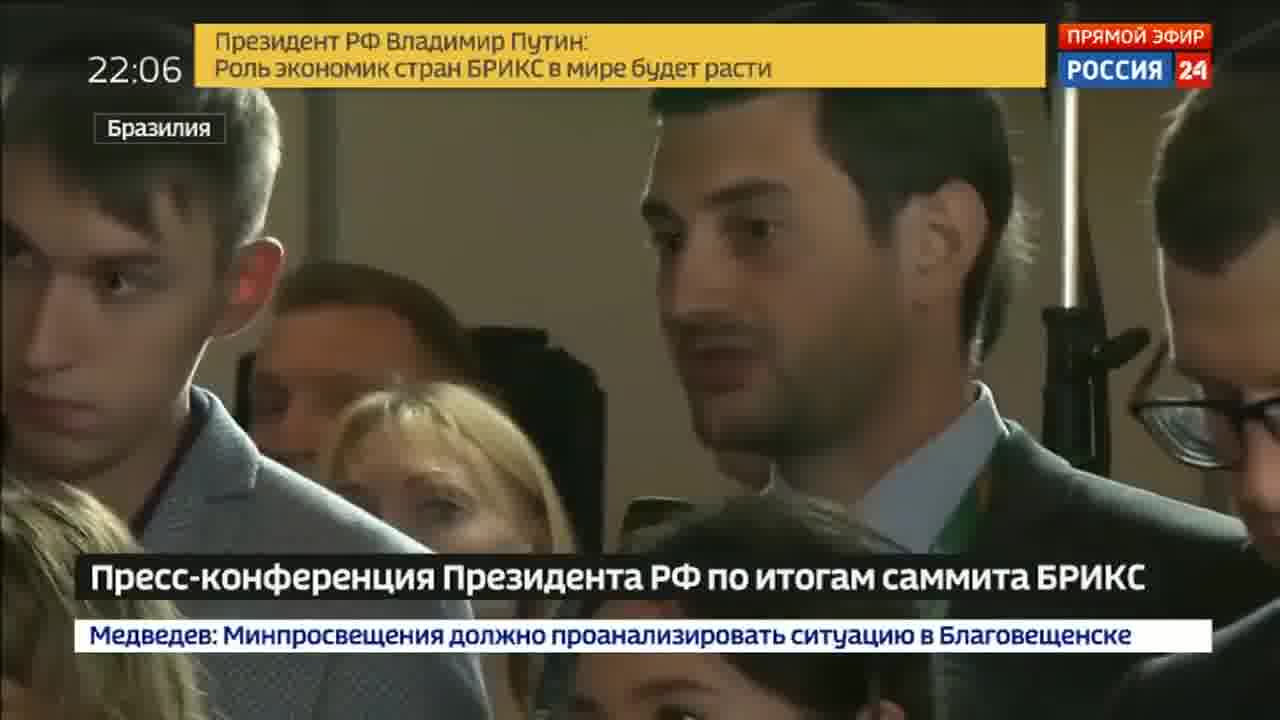 22:06
Президент РФ Владимир Путин:
Роль экономик стран БРИКС в мире будет расти
ПРЯМОЙ ЭФИР
РОССИЯ 24
Бразилия
Пресс-конференция Президента РФ по итогам саммита БРИКС
Медведев: Минпросвещения должно проанализировать ситуацию в Благовещенске